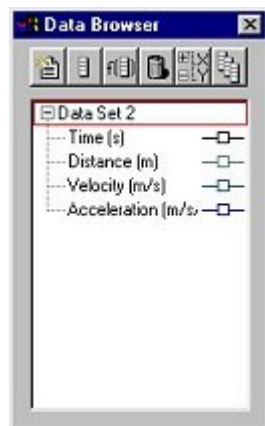 Data Browser
Data Set 2
Time (s)
Distance (m)
Velocity (m/s)
Acceleration (m/s